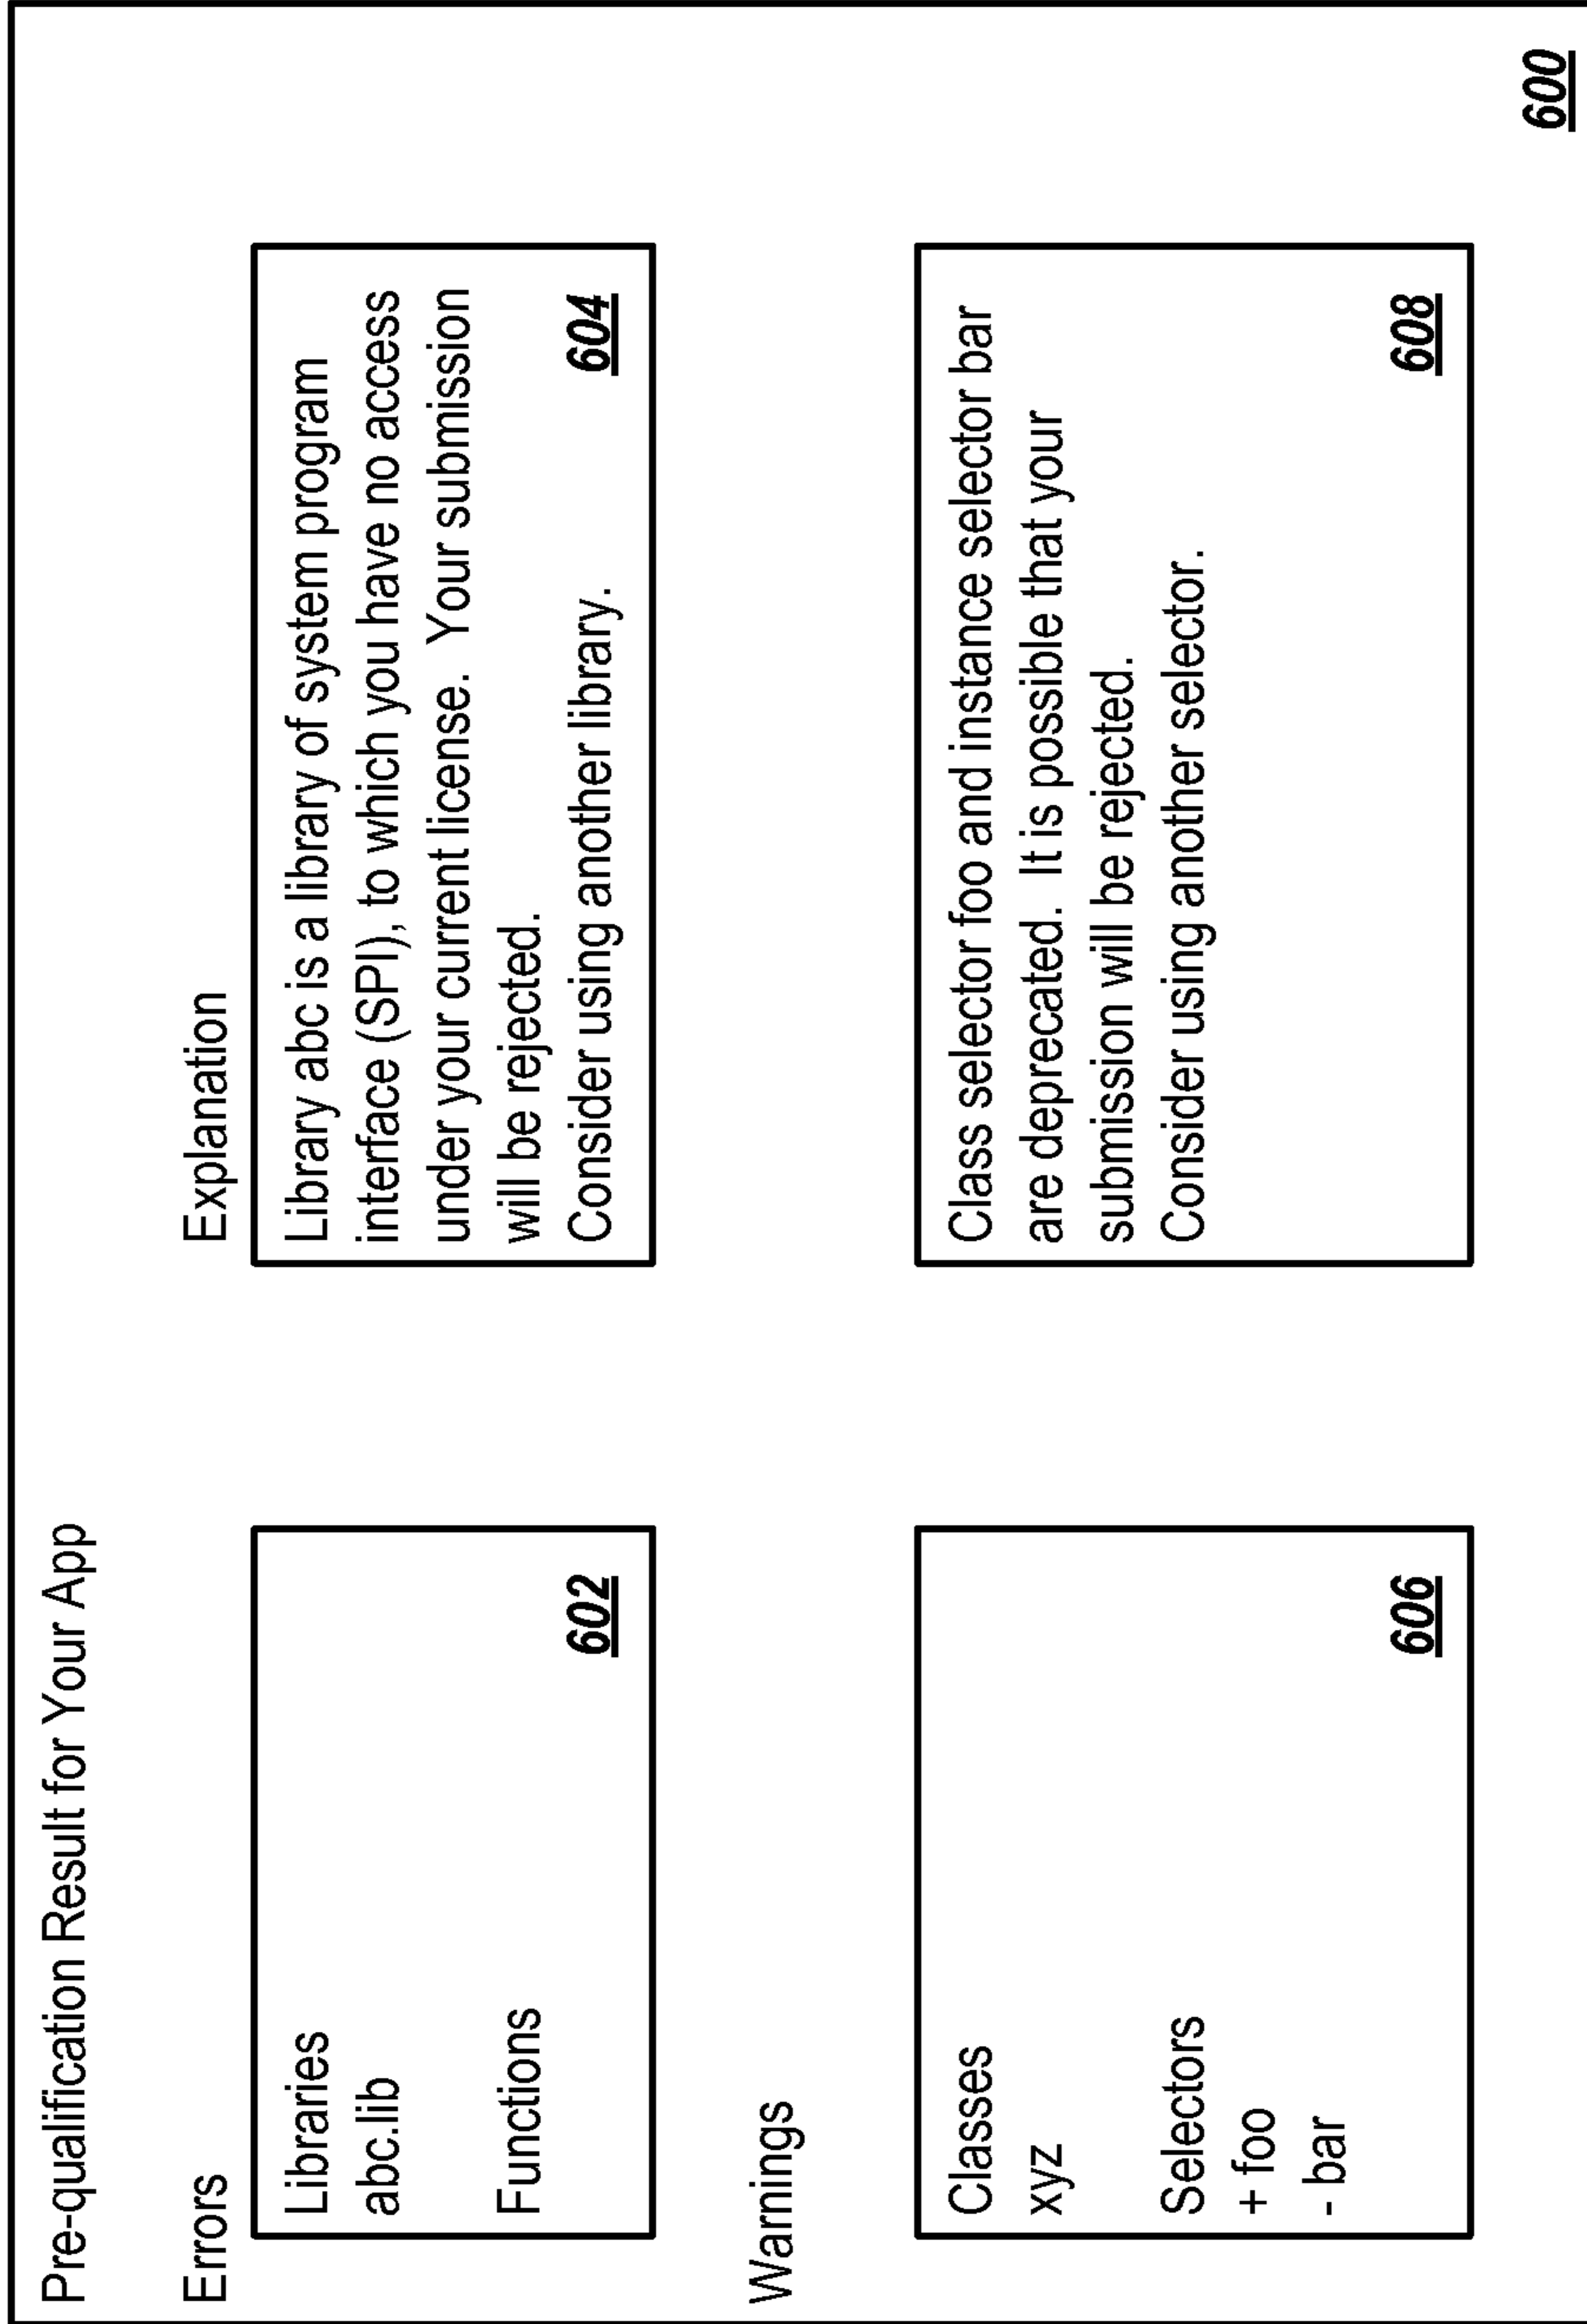 Pre-qualification Result for Your App
Errors
Libraries
abc.lib
Functions
602
Explanation
Library abc is a library of system program
interface (SPI), to which you have no access
under your current license. Your submission
will be rejected.
Consider using another library.
604
Warnings
Classes
xyz
Selectors
+ foo
- bar
606
Class selector foo and instance selector bar
are deprecated. It is possible that your
submission will be rejected.
Consider using another selector.
608
600